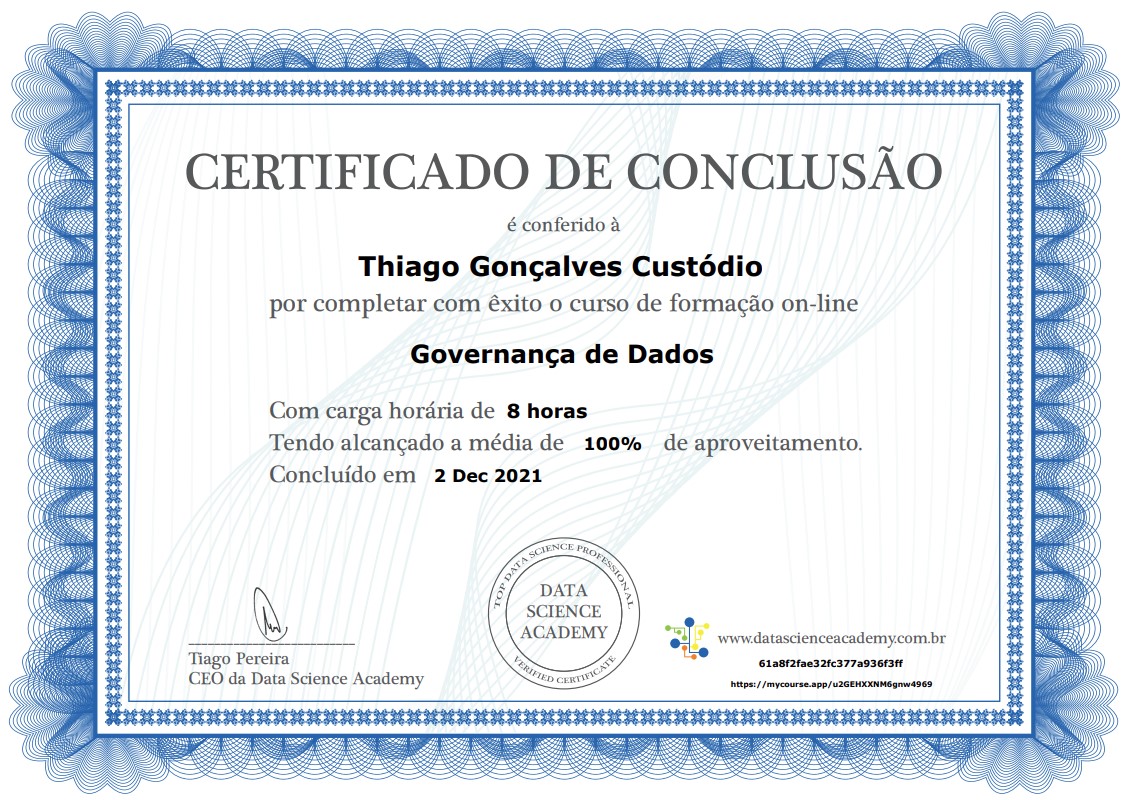 CERTIFICADO DE CONCLUSÃO
é conferido à
Thiago Gonçalves Custódio
por completar com êxito o curso de formação on-line
Governança de Dados
Com carga horária de 8 horas
Tendo alcançado a média de 100% de aproveitamento.
Concluído em 2 Dec 2021
TOP DATA SCIENCE PROFESSIONAL
DATA
SCIENCE
ACADEMY
VERIFIED CERTIFICATE
Tiago Pereira
CEO da Data Science Academy
www.datascienceacademy.com.br
61a8f2fae32fc377a936f3ff
https://mycourse.app/u2GEHXXNM6gnw4969